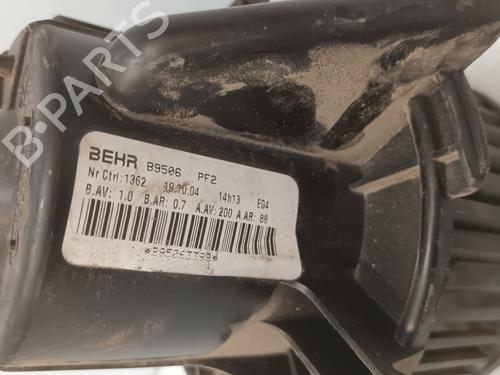 BEHR B9506 PF2
Nr Ctrl:1362 19.10.04 14h13 E04
B.AV: 1.0 B.AR: 0.7 A.AV: 200 A.AR: 88
*B95063399*
B